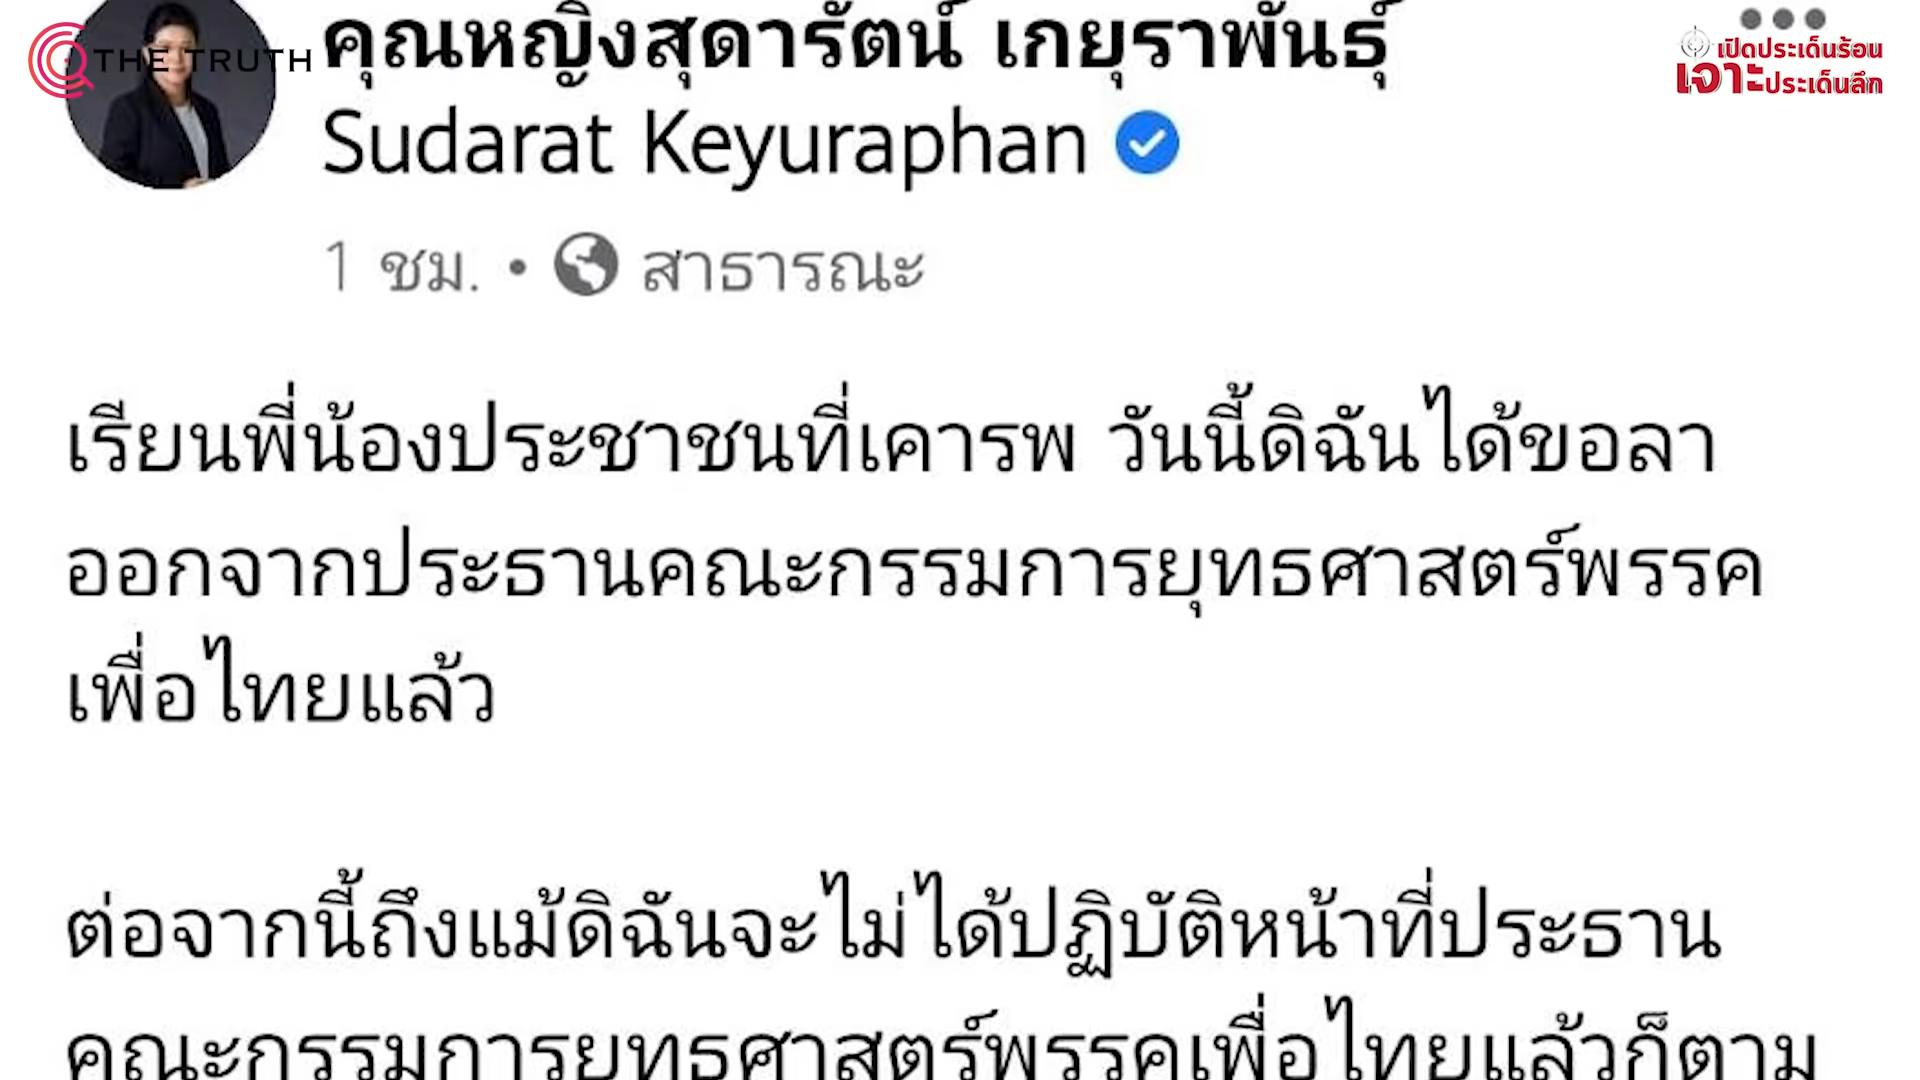 THE TRUTH
คุณหญิงสุดารัตน์ เกยุราพันธุ์
เปิดประเด็นร้อน
เจาะประเด็นลึก
Sudarat Keyuraphan
1 ชม. • สาธารณะ
เรียนพี่น้องประชาชนที่เคารพ วันนี้ดิฉันได้ขอลา
ออกจากประธานคณะกรรมการยุทธศาสตร์พรรค
เพื่อไทยแล้ว
ต่อจากนี้ถึงแม้ดิฉันจะไม่ได้ปฏิบัติหน้าที่ประธาน
คณะกรรมการยุทธศาสตร์พรรคเพื่อไทยแล้วก็ตาม